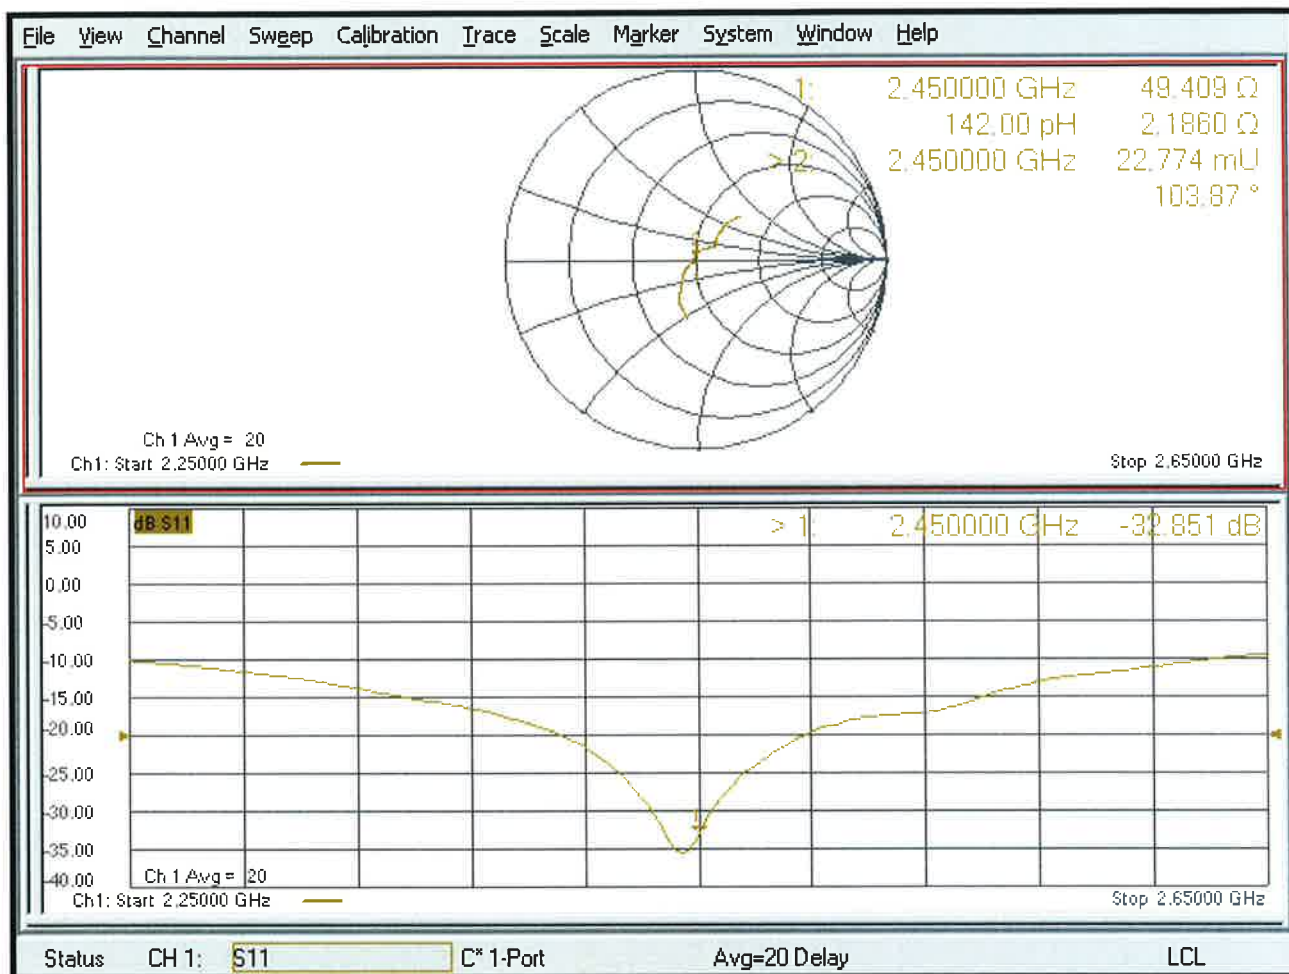 File View Channel Sweep Calibration Trace Scale Marker System Window Help
1: 2.450000 GHz 49.409 Ω
142.00 pH 2.1860 Ω
> 2: 2.450000 GHz 22.774 mU
103.87 °
Ch 1 Avg = 20
Ch1: Start 2.25000 GHz
Stop 2.65000 GHz
10.00
dB S11
> 1: 2.450000 GHz -32.851 dB
5.00
0.00
-5.00
-10.00
-15.00
-20.00
-25.00
-30.00
1
-35.00
-40.00
Ch 1 Avg = 20
Ch1: Start 2.25000 GHz
Stop 2.65000 GHz
Status CH 1: S11 C* 1-Port Avg=20 Delay LCL